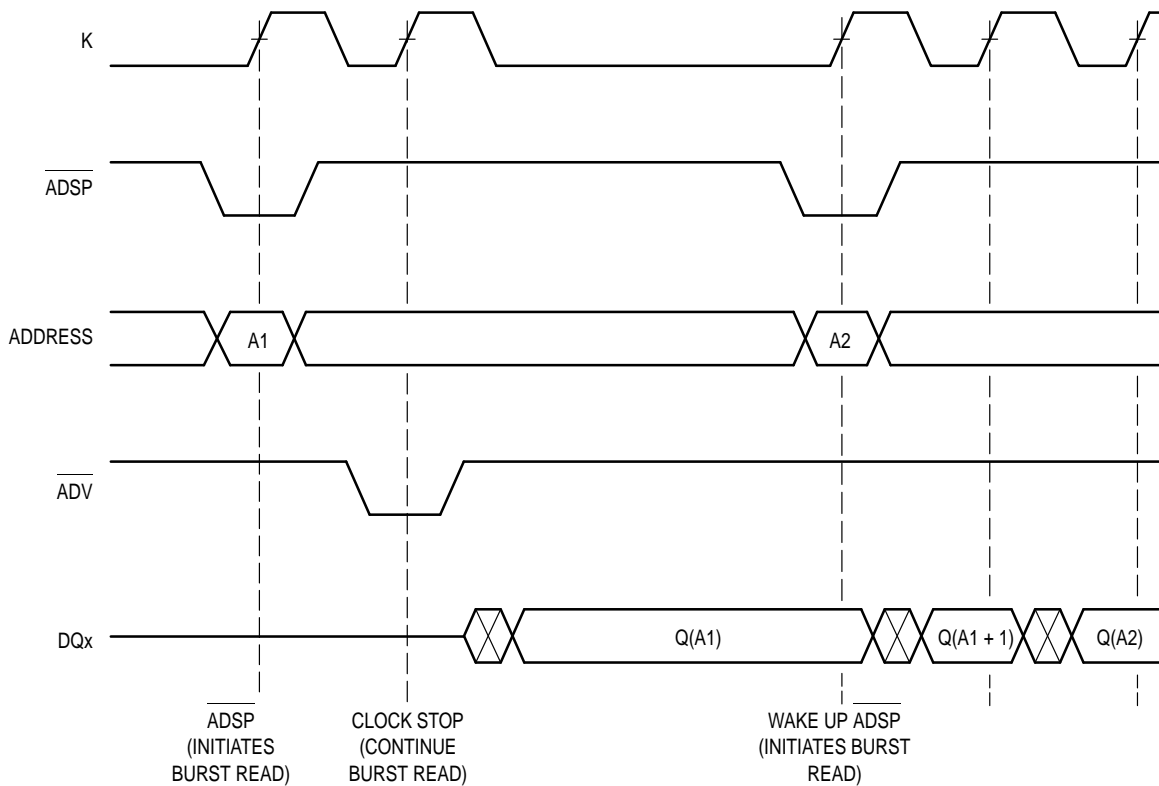 K
ADSP
ADDRESS
A1
A2
ADV
DQx
Q(A1)
Q(A1 + 1)
Q(A2)
ADSP
(INITIATES
BURST READ)
CLOCK STOP
(CONTINUE
BURST READ)
WAKE UP ADSP
(INITIATES BURST
READ)